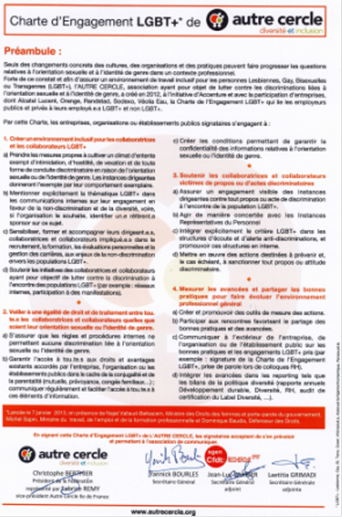 Charte d'Engagement LGBT+* de autre cercle
diversité et inclusion
Préambule :
Seuls des changements concrets des cultures, des organisations et des pratiques peuvent faire progresser les questions
relatives à l'orientation sexuelle et à l'identité de genre dans un contexte professionnel.
Forte de ce constat et afin d'assurer un environnement de travail inclusif pour les personnes Lesbiennes, Gay, Bisexuelles
ou Transgenres (LGBT+), L'AUTRE CERCLE, association ayant pour objet de lutter contre les discriminations liées à
l'orientation sexuelle et à l'identité de genre, a créé en 2012, à l'initiative d'Accenture et avec la participation d'entreprises,
dont Alcatel Lucent, Orange, Randstad, Sodexo, Véolia Eau, la Charte d'Engagement LGBT+ qui lie les employeurs
publics et privés à leurs employé.e.s LGBT+ et non LGBT+.
Par cette Charte, les entreprises, organisations ou établissements publics signataires s'engagent à :
1. Créer un environnement inclusif pour les collaboratrices
et les collaborateurs LGBT+
a) Prendre les mesures propres à cultiver un climat d'entente
exempt d'intimidation, d'hostilité, de vexation et de toute
forme de conduite discriminatoire en raison de l'orientation
sexuelle ou de l'identité de genre. Les instances dirigeantes
donneront l'exemple par leur comportement exemplaire.
b) Mentionner explicitement la thématique LGBT+ dans
les communications internes sur leur engagement en
faveur de la non-discrimination et de la diversité, voire,
si l'organisation le souhaite, identifier un.e référent.e
sponsor sur ce sujet.
c) Sensibiliser, former et accompagner leurs dirigeant.e.s,
collaboratrices et collaborateurs impliqué.e.s dans le
recrutement, la formation, les évaluations personnelles et la
gestion des carrières, aux enjeux de la non-discrimination
envers les populations LGBT+.
d) Soutenir les initiatives des collaboratrices et collaborateurs
ayant pour objectif de lutter contre la discrimination à
l'encontre des populations LGBT+ (par exemple : réseaux
internes, participation à des manifestations).
2. Veiller à une égalité de droit et de traitement entre tou.te.s
les collaboratrices et collaborateurs quelles que
soient leur orientation sexuelle ou l'identité de genre.
a) S'assurer que les règles et procédures internes ne
permettent aucune discrimination liée à l'orientation
sexuelle ou à l'identité de genre.
b) Garantir l'accès à tou.te.s aux droits et avantages
existants accordés par l'entreprise, l'organisation ou les
établissements publics dans le cadre de la conjugalité et de
la parentalité (mutuelle, prévoyance, congés familiaux...) ;
communiquer régulièrement et faciliter l'accès à tou.te.s à
ces éléments d'information.
c) Créer les conditions permettant de garantir la
confidentialité des informations relatives à l'orientation
sexuelle ou à l'identité de genre.
3. Soutenir les collaboratrices et collaborateurs
victimes de propos ou d'actes discriminatoires
a) Assurer un engagement visible des instances
dirigeantes contre tout propos ou acte de discrimination
à l'encontre de la population LGBT+.
b) Agir de manière concertée avec les Instances
Représentatives du Personnel
c) Intégrer explicitement le critère LGBT+ dans les
structures d'écoute et d'alerte anti-discriminations, et
promouvoir ces structures en interne.
d) Mettre en œuvre des actions destinées à prévenir et,
le cas échéant, à sanctionner tout propos ou attitude
discriminatoire.
4. Mesurer les avancées et partager les bonnes
pratiques pour faire évoluer l'environnement
professionnel général
a) Créer et promouvoir des outils de mesure des actions.
b) Participer aux rencontres favorisant le partage des
bonnes pratiques et des avancées.
c) Communiquer à l'extérieur de l'entreprise, de
l'organisation ou de l'établissement public sur les
bonnes pratiques et les engagements LGBT+ pris (par
exemple : signature de la Charte de l'Engagement
LGBT+, prise de parole lors de colloques RH).
d) Intégrer les avancées dans les reporting tels que
les bilans de la politique diversité (rapports annuels
Développement durable, Diversité, RH, audit de
certification du Label Diversité, ...).
*Lancée le 7 janvier 2013, en présence de Najat Vallaud-Belkacem, Ministre des Droits des femmes et porte-parole du gouvernement,
Michel Sapin, Ministre du travail, de l'emploi et de la formation professionnelle et Dominique Baudis, Défenseur des Droits.
En signant cette Charte d'Engagement LGBT+ de L'AUTRE CERCLE, les signataires acceptent de s'en prévaloir
et permettent à l'association de communiquer.
autre cercle
diversité et inclusion
Christophe BERTHIER
Président de la Fédération
représenté par Sabrine REMY
vice-président Autre Cercle Ile de France
Yannick BOURLES
Secrétaire Général
sgen
Cfdt:
Jean-Luc
Secrétaire Général
adjoint
Laetitia GRIMADI
Secrétaire Générale
adjointe
www.autrecercle.org